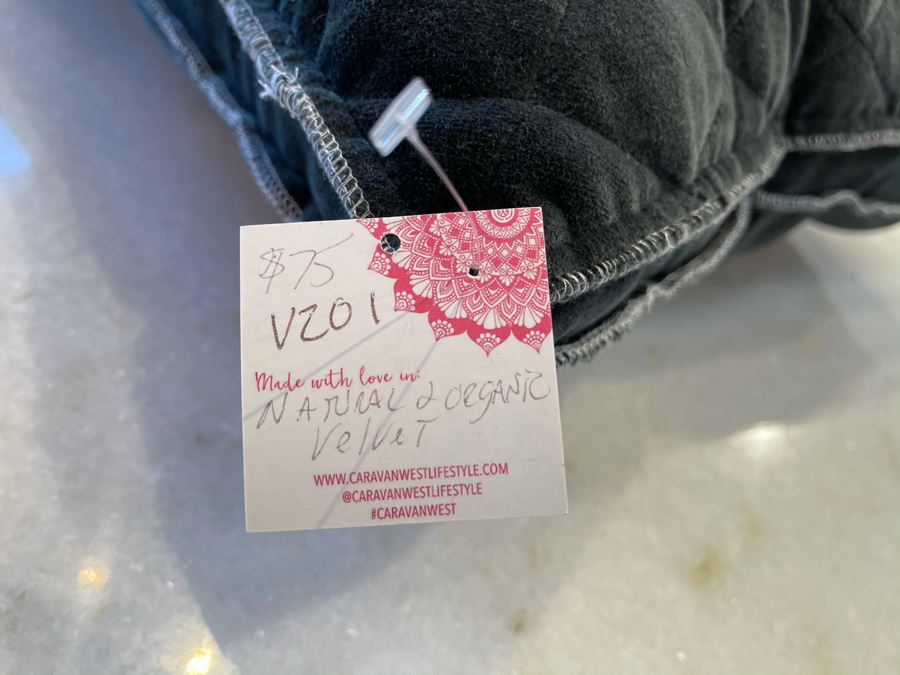 $75
V201
Made with love in:
NATURAL & ORGANIC
VelVeT
WWW.CARAVANWESTLIFESTYLE.COM
@CARAVANWESTLIFESTYLE
#CARAVANWEST